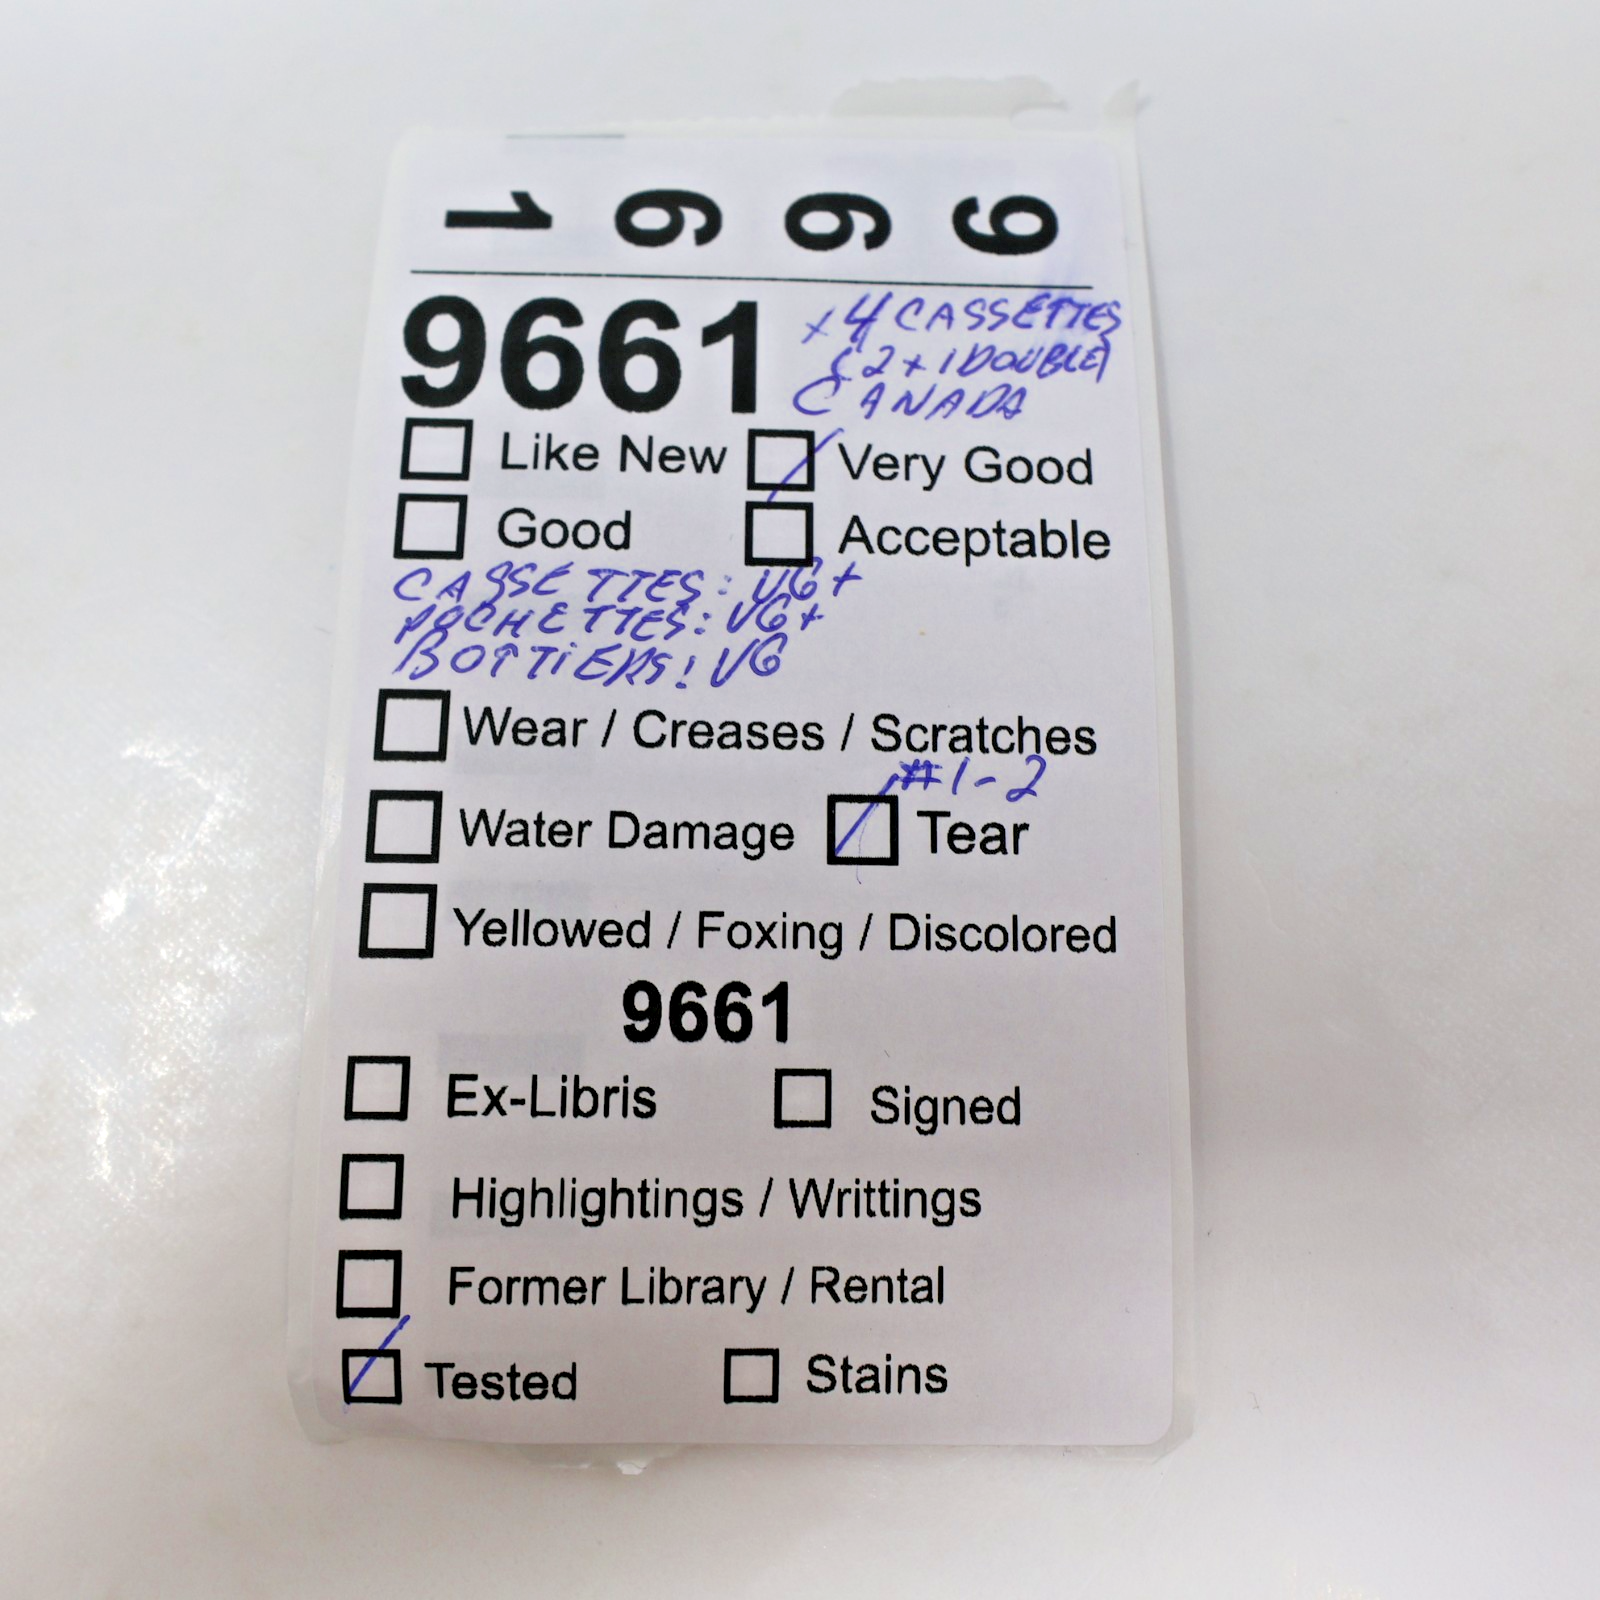 9661
9661 x4 CASSETTES
(2 + 1 DOUBLE)
CANADA
Like New Very Good
Good Acceptable
CASSETTES: VG+
POCHETTES: VG+
BOITIERS: VG
Wear / Creases / Scratches
#1-2
Water Damage Tear
Yellowed / Foxing / Discolored
9661
Ex-Libris Signed
Highlightings / Writtings
Former Library / Rental
Tested Stains